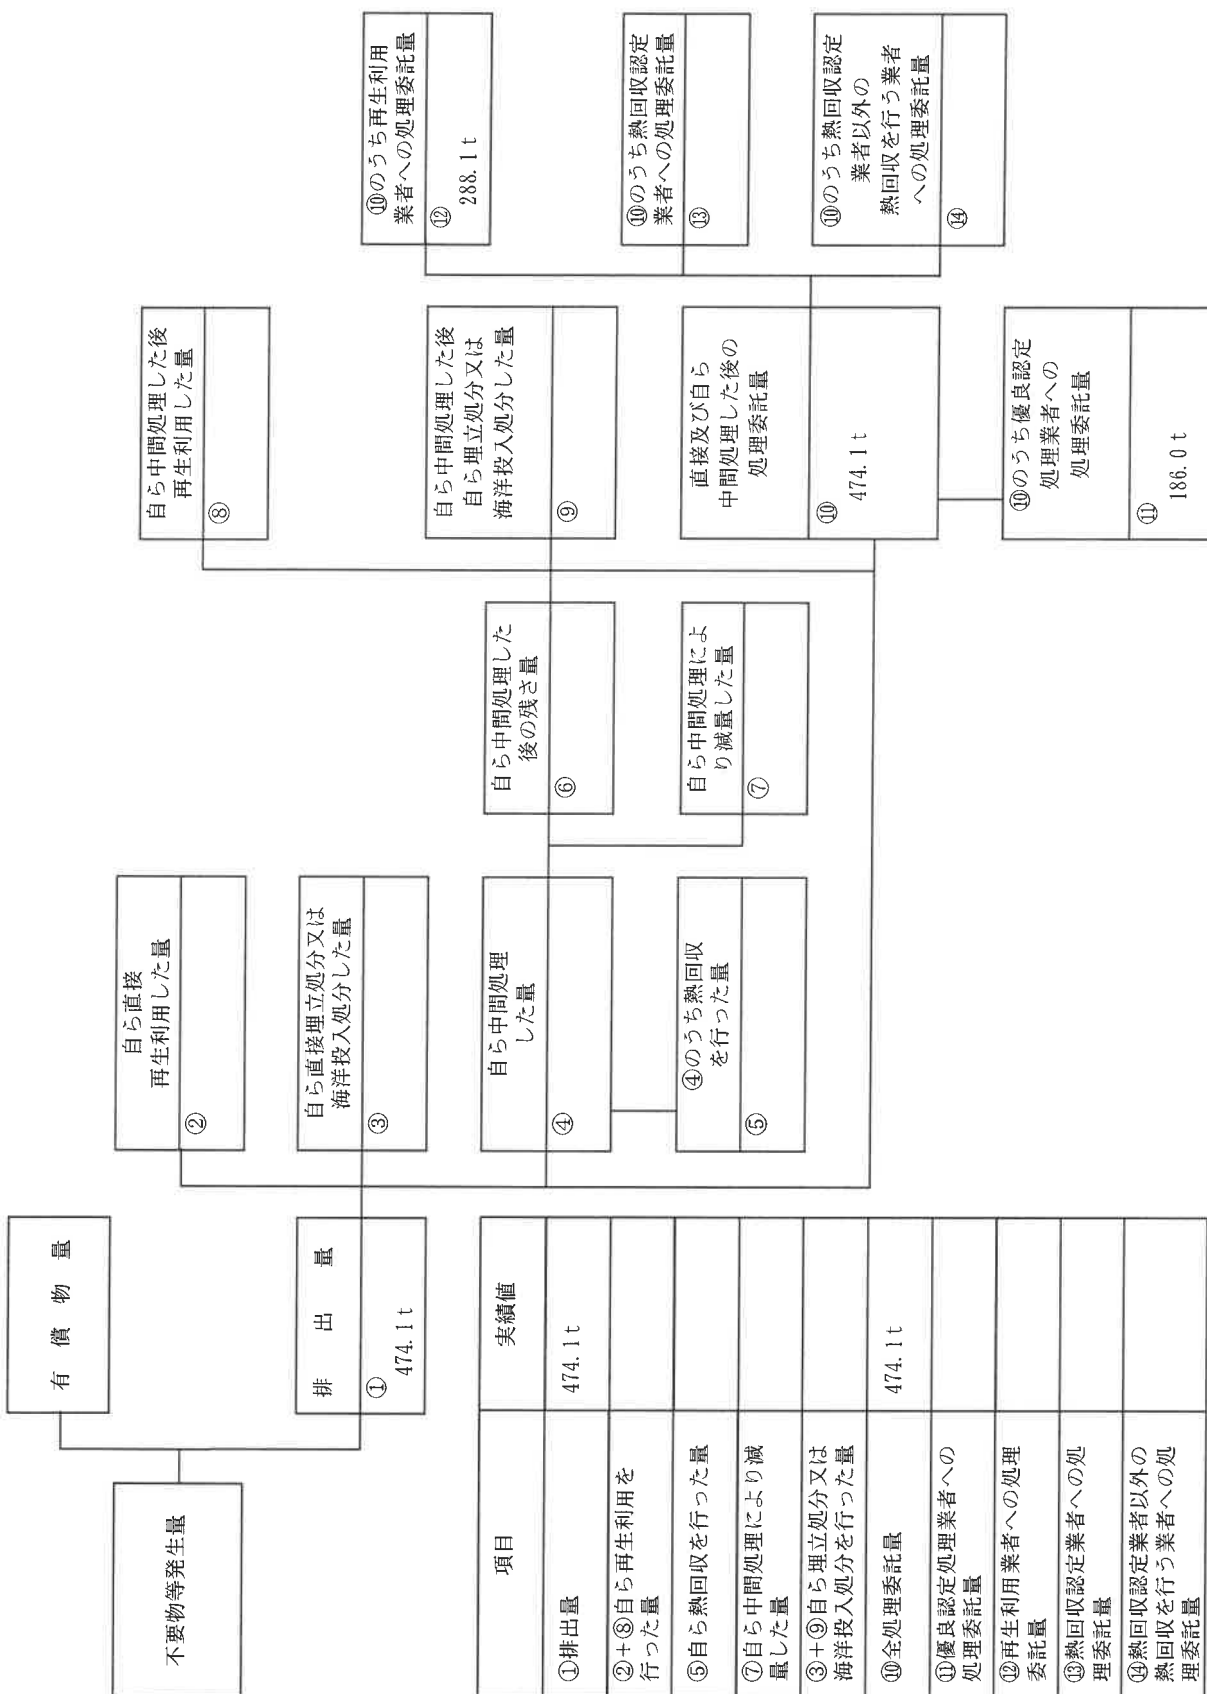 不要物等発生量
有償物量
排出量
①
474.1t
自ら直接
再生利用した量
②
自ら直接埋立処分又は
海洋投入処分した量
③
自ら中間処理
した量
④
④のうち熱回収
を行った量
⑤
自ら中間処理した
後の残さ量
⑥
自ら中間処理によ
り減量した量
⑦
自ら中間処理した後
再生利用した量
⑧
自ら中間処理した後
自ら埋立処分又は
海洋投入処分した量
⑨
直接及び自ら
中間処理した後の
処理委託量
⑩
474.1t
⑩のうち優良認定
処理業者への
処理委託量
⑪
186.0t
⑩のうち再生利用
業者への処理委託量
⑫
288.1t
⑩のうち熱回収認定
業者への処理委託量
⑬
⑩のうち熱回収認定
業者以外の
熱回収を行う業者
への処理委託量
⑭
項目 実績値
①排出量 474.1t
②+⑧自ら再生利用を
行った量
⑤自ら熱回収を行った量
⑦自ら中間処理により減
量した量
③+⑨自ら埋立処分又は
海洋投入処分を行った量
⑩全処理委託量 474.1t
⑪優良認定処理業者への
処理委託量
⑫再生利用業者への処理
委託量
⑬熱回収認定業者への処
理委託量
⑭熱回収認定業者以外の
熱回収を行う業者への処
理委託量